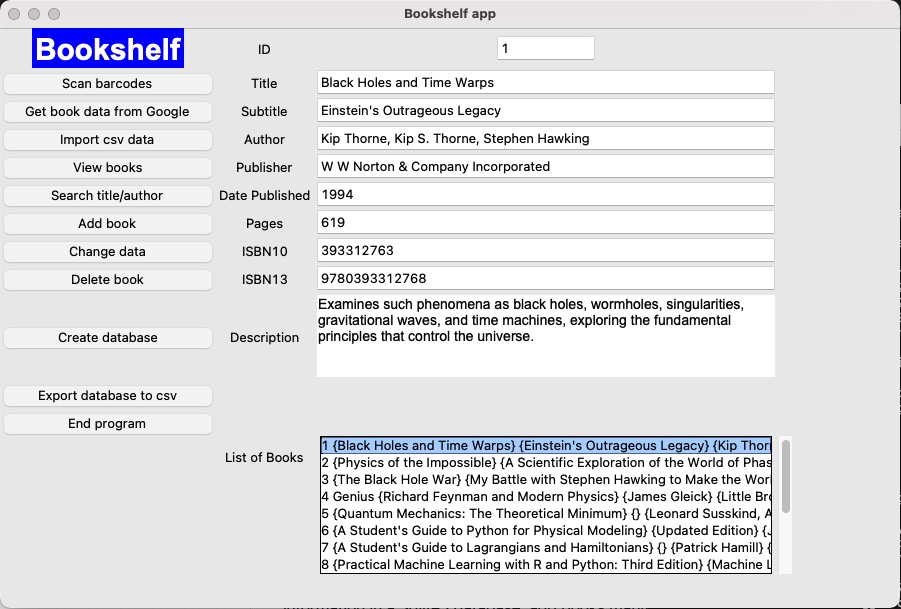 Bookshelf app
Bookshelf
ID
1
Scan barcodes
Title
Black Holes and Time Warps
Get book data from Google
Subtitle
Einstein's Outrageous Legacy
Import csv data
Author
Kip Thorne, Kip S. Thorne, Stephen Hawking
View books
Publisher
W W Norton & Company Incorporated
Search title/author
Date Published
1994
Add book
Pages
619
Change data
ISBN10
393312763
Delete book
ISBN13
9780393312768
Create database
Description
Examines such phenomena as black holes, wormholes, singularities,
gravitational waves, and time machines, exploring the fundamental
principles that control the universe.
Export database to csv
End program
List of Books
1 {Black Holes and Time Warps} {Einstein's Outrageous Legacy} {Kip Thor
2 {Physics of the Impossible} {A Scientific Exploration of the World of Phas
3 {The Black Hole War} {My Battle with Stephen Hawking to Make the Worl
4 Genius {Richard Feynman and Modern Physics} {James Gleick} {Little Bro
5 {Quantum Mechanics: The Theoretical Minimum} {} {Leonard Susskind, A
6 {A Student's Guide to Python for Physical Modeling} {Updated Edition} {J
7 {A Student's Guide to Lagrangians and Hamiltonians} {} {Patrick Hamill} {
8 {Practical Machine Learning with R and Python: Third Edition} {Machine L